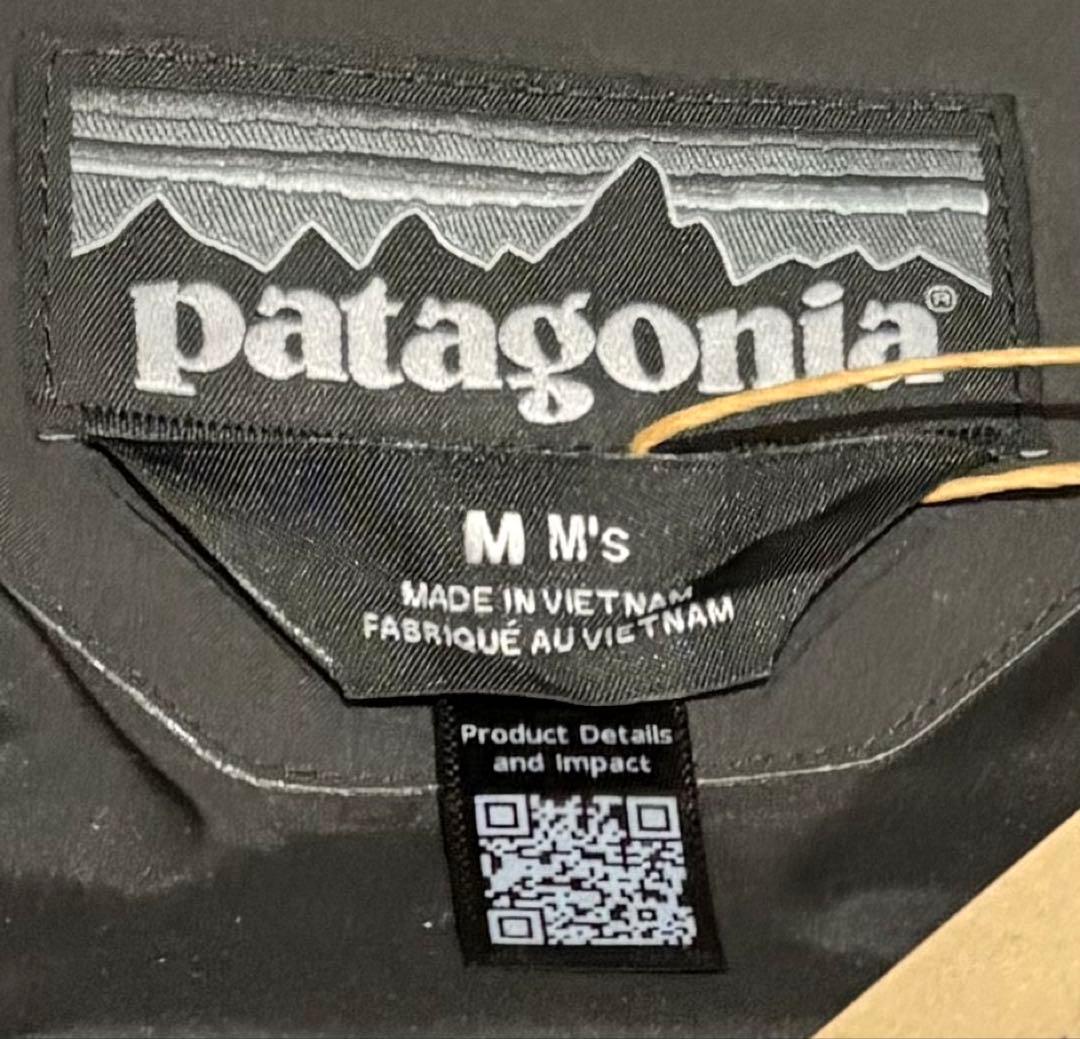 patagonia®
M M's
MADE IN VIETNAM
FABRIQUÉ AU VIETNAM
Product Details
and Impact